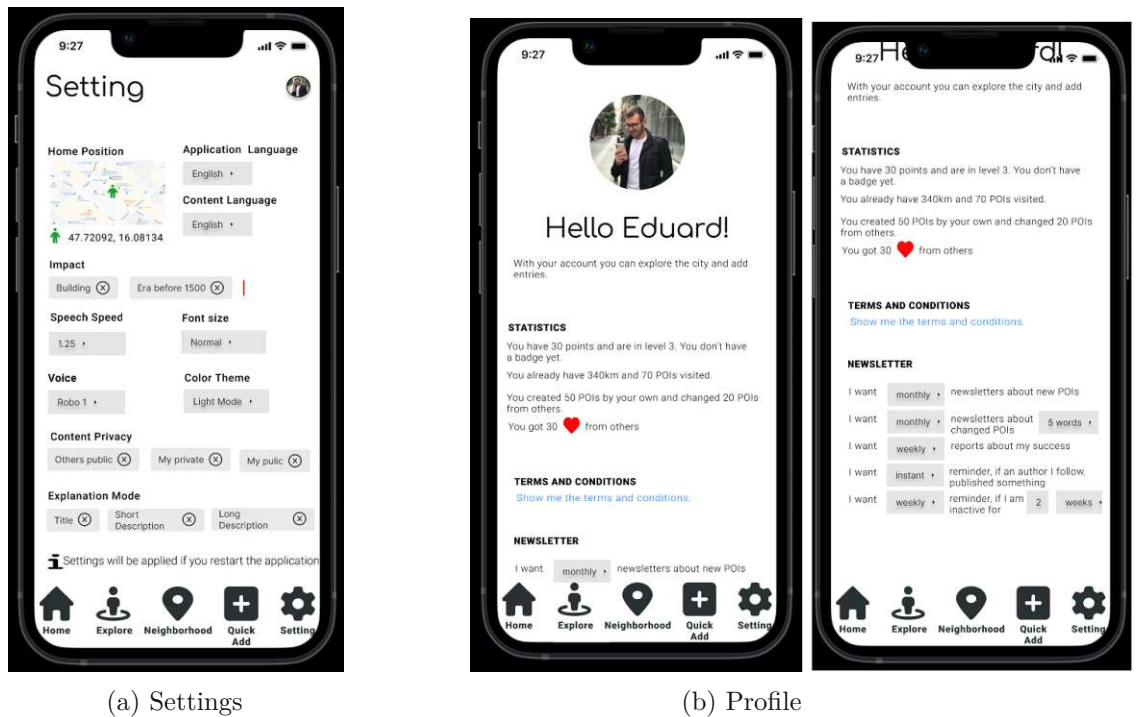 9:27
Setting
Home Position
Application Language
English
Content Language
English
47.72092, 16.08134
Impact
Building
Era before 1500
Speech Speed
Font size
1.25
Normal
Voice
Color Theme
Robo 1
Light Mode
Content Privacy
Others public
My private
My pulic
Explanation Mode
Title
Short
Description
Long
Description
Settings will be applied if you restart the application
Home
Explore
Neighborhood
Quick
Add
Setting
(a) Settings
9:27
Hello Eduard!
With your account you can explore the city and add
entries.
STATISTICS
You have 30 points and are in level 3. You don't have
a badge yet.
You already have 340km and 70 POIs visited.
You created 50 POIs by your own and changed 20 POIs
from others.
You got 30 from others
TERMS AND CONDITIONS
Show me the terms and conditions.
NEWSLETTER
I want monthly newsletters about new POIs
Home
Explore
Neighborhood
Quick
Add
Setting
9:27
With your account you can explore the city and add
entries.
STATISTICS
You have 30 points and are in level 3. You don't have
a badge yet.
You already have 340km and 70 POIs visited.
You created 50 POIs by your own and changed 20 POIs
from others.
You got 30 from others
TERMS AND CONDITIONS
Show me the terms and conditions.
NEWSLETTER
I want monthly newsletters about new POIs
I want monthly newsletters about
changed POIs 5 words
I want weekly reports about my success
I want instant reminder, if an author I follow,
published something
I want weekly reminder, if I am
inactive for 2 weeks
Home
Explore
Neighborhood
Quick
Add
Setting
(b) Profile